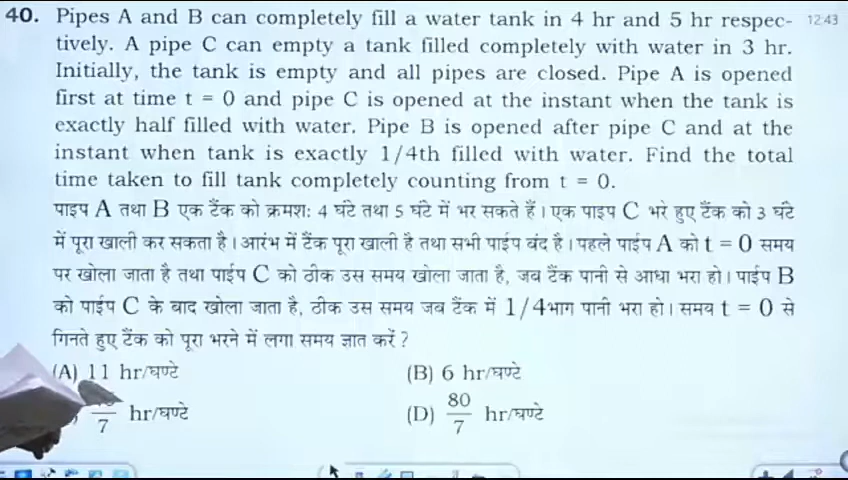 40. Pipes A and B can completely fill a water tank in 4 hr and 5 hr respec-
12:43
tively. A pipe C can empty a tank filled completely with water in 3 hr.
Initially, the tank is empty and all pipes are closed. Pipe A is opened
first at time t = 0 and pipe C is opened at the instant when the tank is
exactly half filled with water. Pipe B is opened after pipe C and at the
instant when tank is exactly 1/4th filled with water. Find the total
time taken to fill tank completely counting from t = 0.
पाइप A तथा B एक टैंक को क्रमश: 4 घंटे तथा 5 घंटे में भर सकते हैं। एक पाइप C भरे हुए टैंक को 3 घंटे
में पूरा खाली कर सकता है। आरंभ में टैंक पूरा खाली है तथा सभी पाईप बंद है। पहले पाईप A को t = 0 समय
पर खोला जाता है तथा पाईप C को ठीक उस समय खोला जाता है, जब टैंक पानी से आधा भरा हो। पाईप B
को पाईप C के बाद खोला जाता है, ठीक उस समय जब टैंक में 1/4भाग पानी भरा हो। समय t = 0 से
गिनते हुए टैंक को पूरा भरने में लगा समय ज्ञात करें ?
(A) 11 hr/घण्टे (B) 6 hr/घण्टे
7 hr/घण्टे (D) 80/7 hr/घण्टे